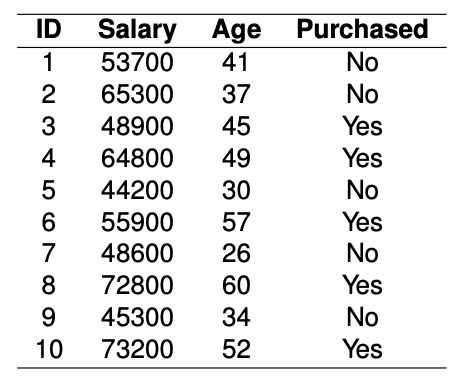 ID Salary Age Purchased
1 53700 41 No
2 65300 37 No
3 48900 45 Yes
4 64800 49 Yes
5 44200 30 No
6 55900 57 Yes
7 48600 26 No
8 72800 60 Yes
9 45300 34 No
10 73200 52 Yes